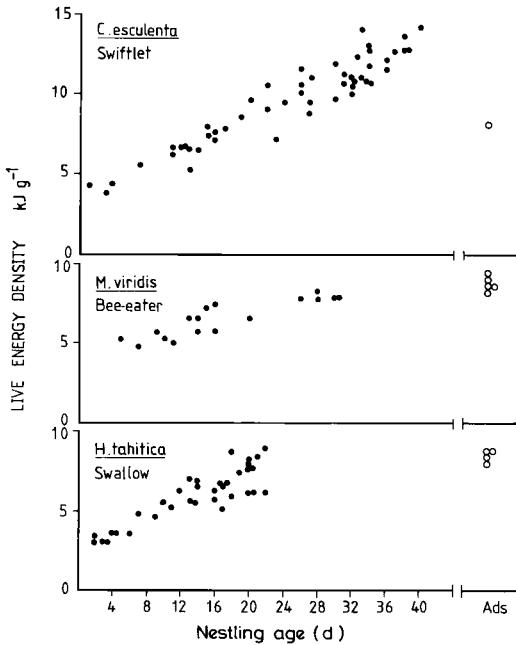 LIVE ENERGY DENSITY kJ g⁻¹
15
C. esculenta
Swiftlet
10
5
0
10
M. viridis
Bee-eater
5
0
10
H. tahitica
Swallow
5
0
4 8 12 16 20 24 28 32 36 40 Ads
Nestling age (d)